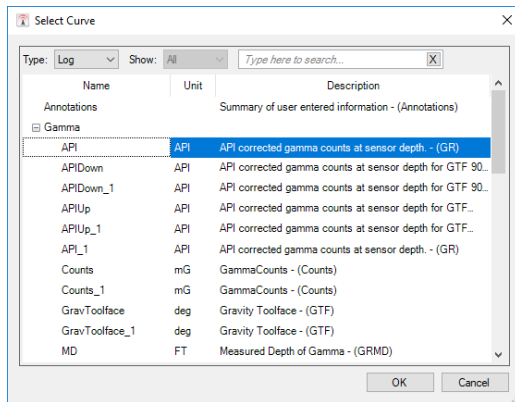 Select Curve
Type: Log Show: All Type here to search... X
Name Unit Description
Annotations Summary of user entered information - (Annotations)
Gamma
API API API corrected gamma counts at sensor depth. - (GR)
APIDown API API corrected gamma counts at sensor depth for GTF 90...
APIDown_1 API API corrected gamma counts at sensor depth for GTF 90...
APIUp API API corrected gamma counts at sensor depth for GTF...
APIUp_1 API API corrected gamma counts at sensor depth for GTF...
API_1 API API corrected gamma counts at sensor depth. - (GR)
Counts mG GammaCounts - (Counts)
Counts_1 mG GammaCounts - (Counts)
GravToolface deg Gravity Toolface - (GTF)
GravToolface_1 deg Gravity Toolface - (GTF)
MD FT Measured Depth of Gamma - (GRMD)
OK Cancel